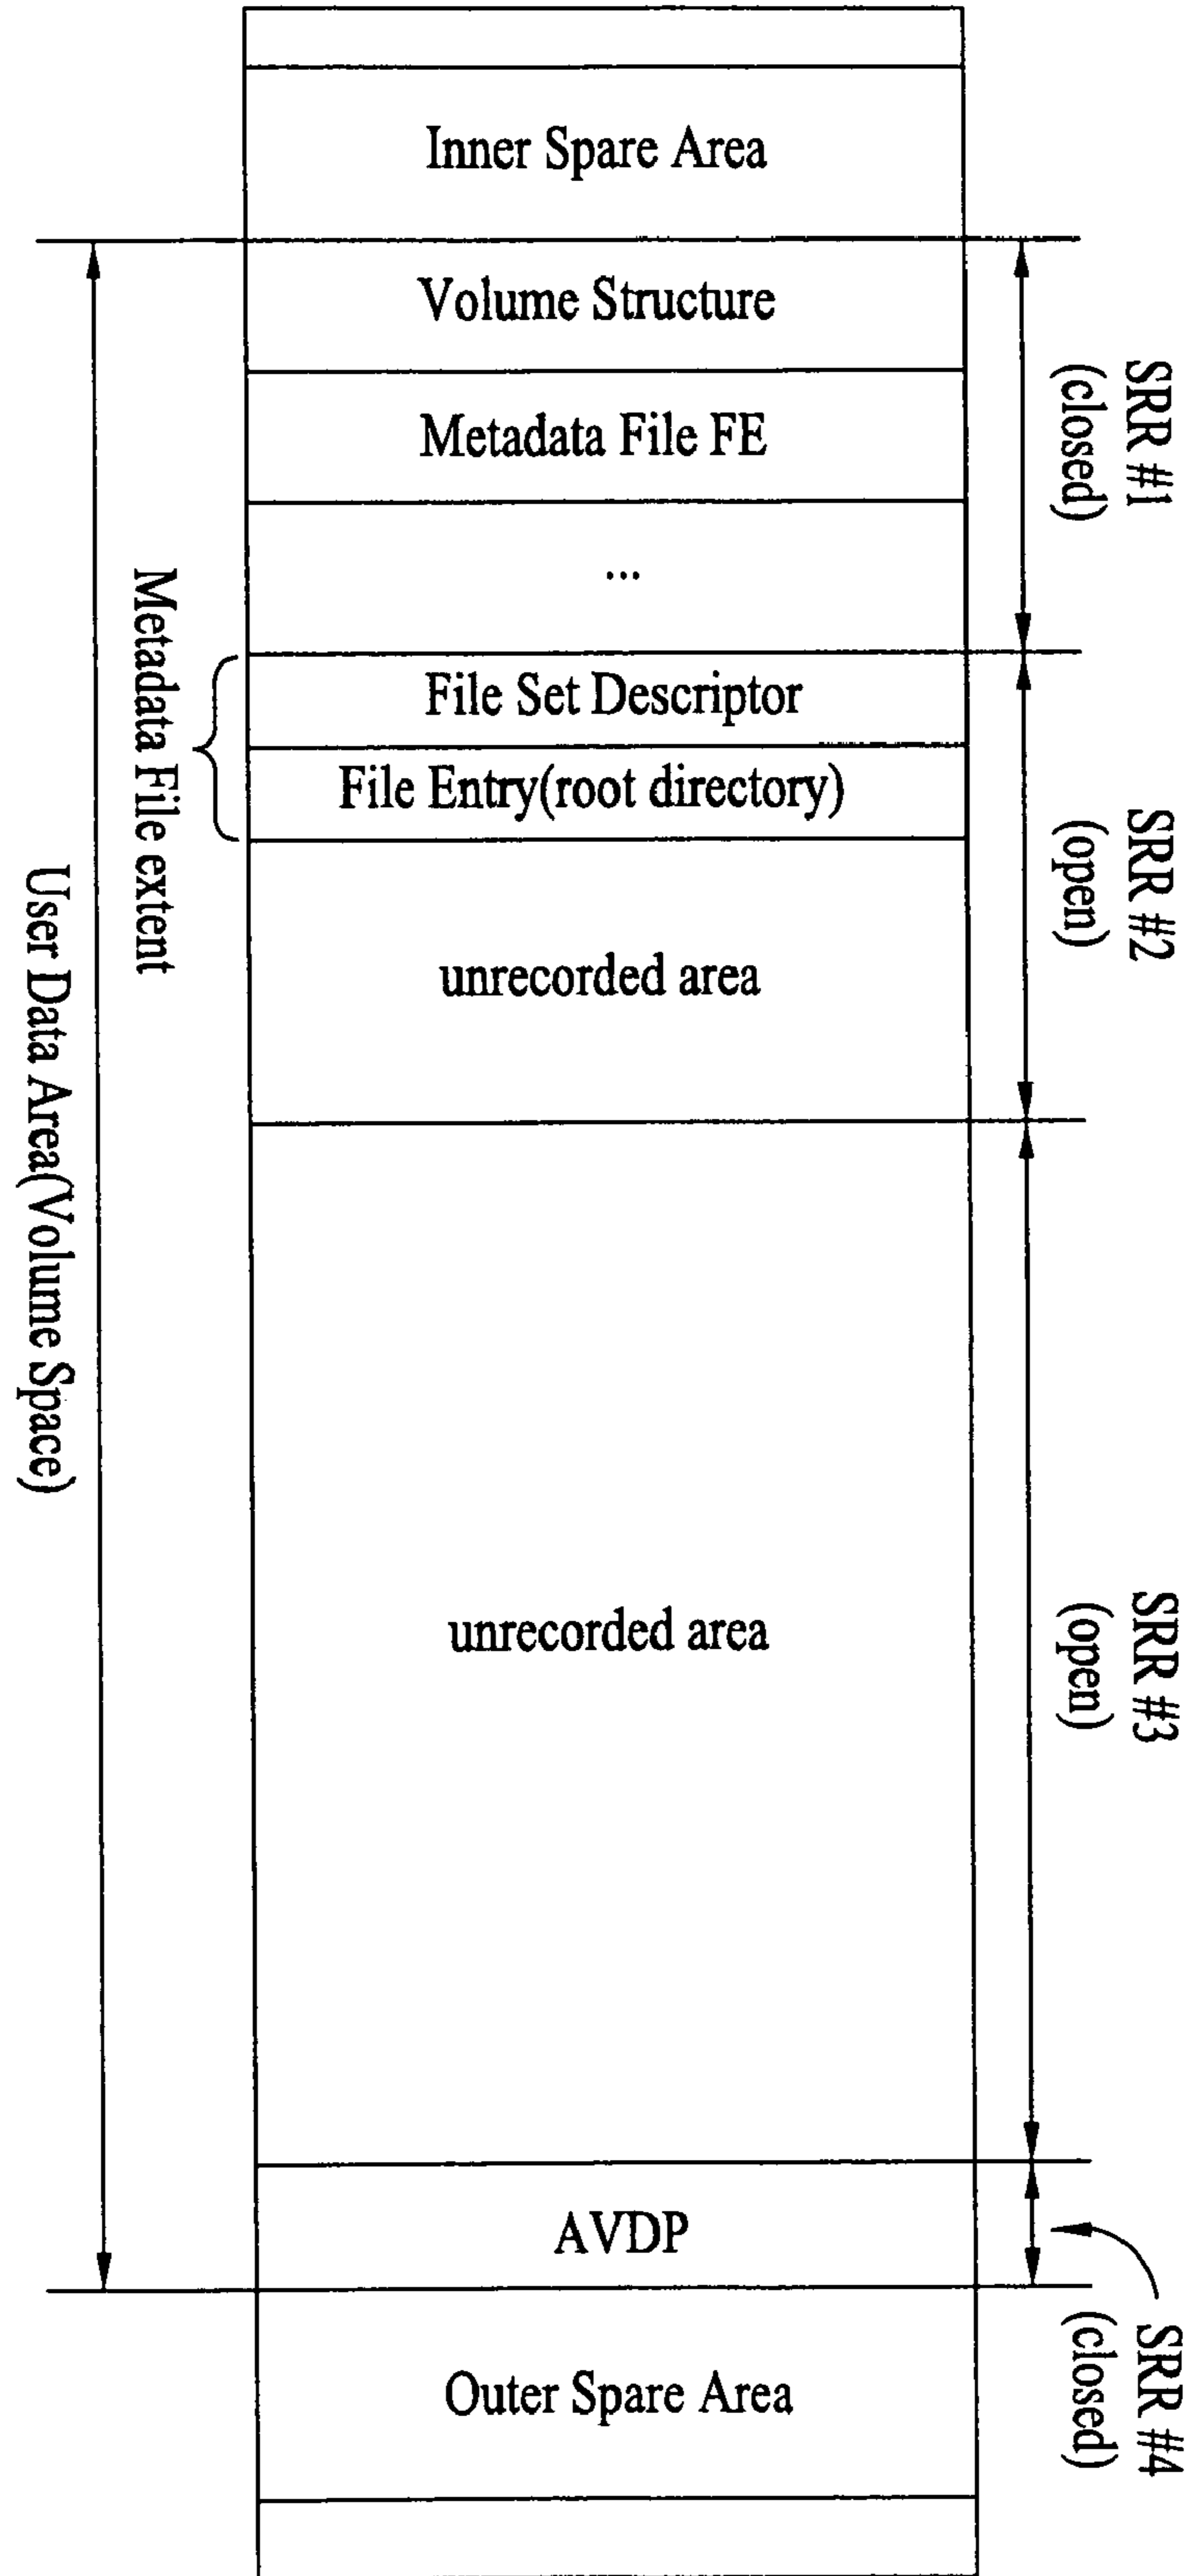 Inner Spare Area
Volume Structure
SRR #1
(closed)
Metadata File FE
...
Metadata File extent
File Set Descriptor
File Entry(root directory)
SRR #2
(open)
unrecorded area
User Data Area(Volume Space)
unrecorded area
SRR #3
(open)
AVDP
SRR #4
(closed)
Outer Spare Area